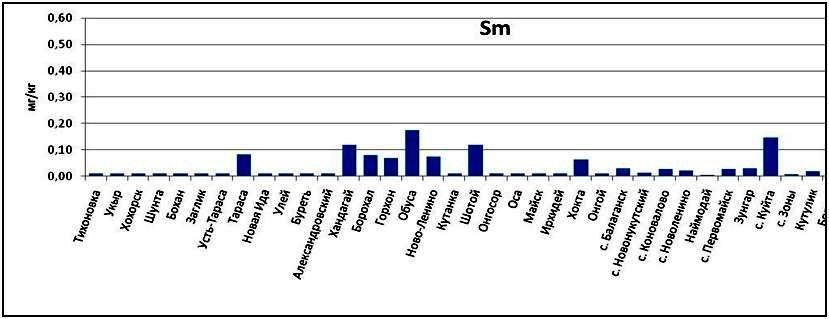 Sm
мг/кг
0,60
0,50
0,40
0,30
0,20
0,10
0,00
Тихоновка
Укыр
Хохорск
Шунта
Бохан
Заглик
Усть-Тараса
Тараса
Новая Ида
Улей
Буреть
Александровский
Хандагай
Борохал
Горхон
Обуса
Ново-Ленино
Кутанка
Шотой
Онгосор
Оса
Майск
Ирхидей
Хокта
Онгой
с. Балаганск
с. Новонукутский
с. Коновалово
с. Новоленино
Наймодай
с. Первомайск
Зунгар
с. Куйта
с. Зоны
Кутулик